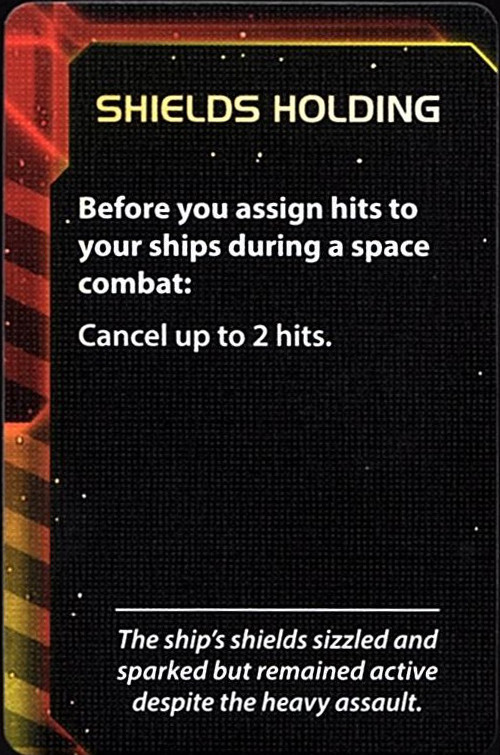 SHIELDS HOLDING
Before you assign hits to
your ships during a space
combat:
Cancel up to 2 hits.
The ship's shields sizzled and
sparked but remained active
despite the heavy assault.